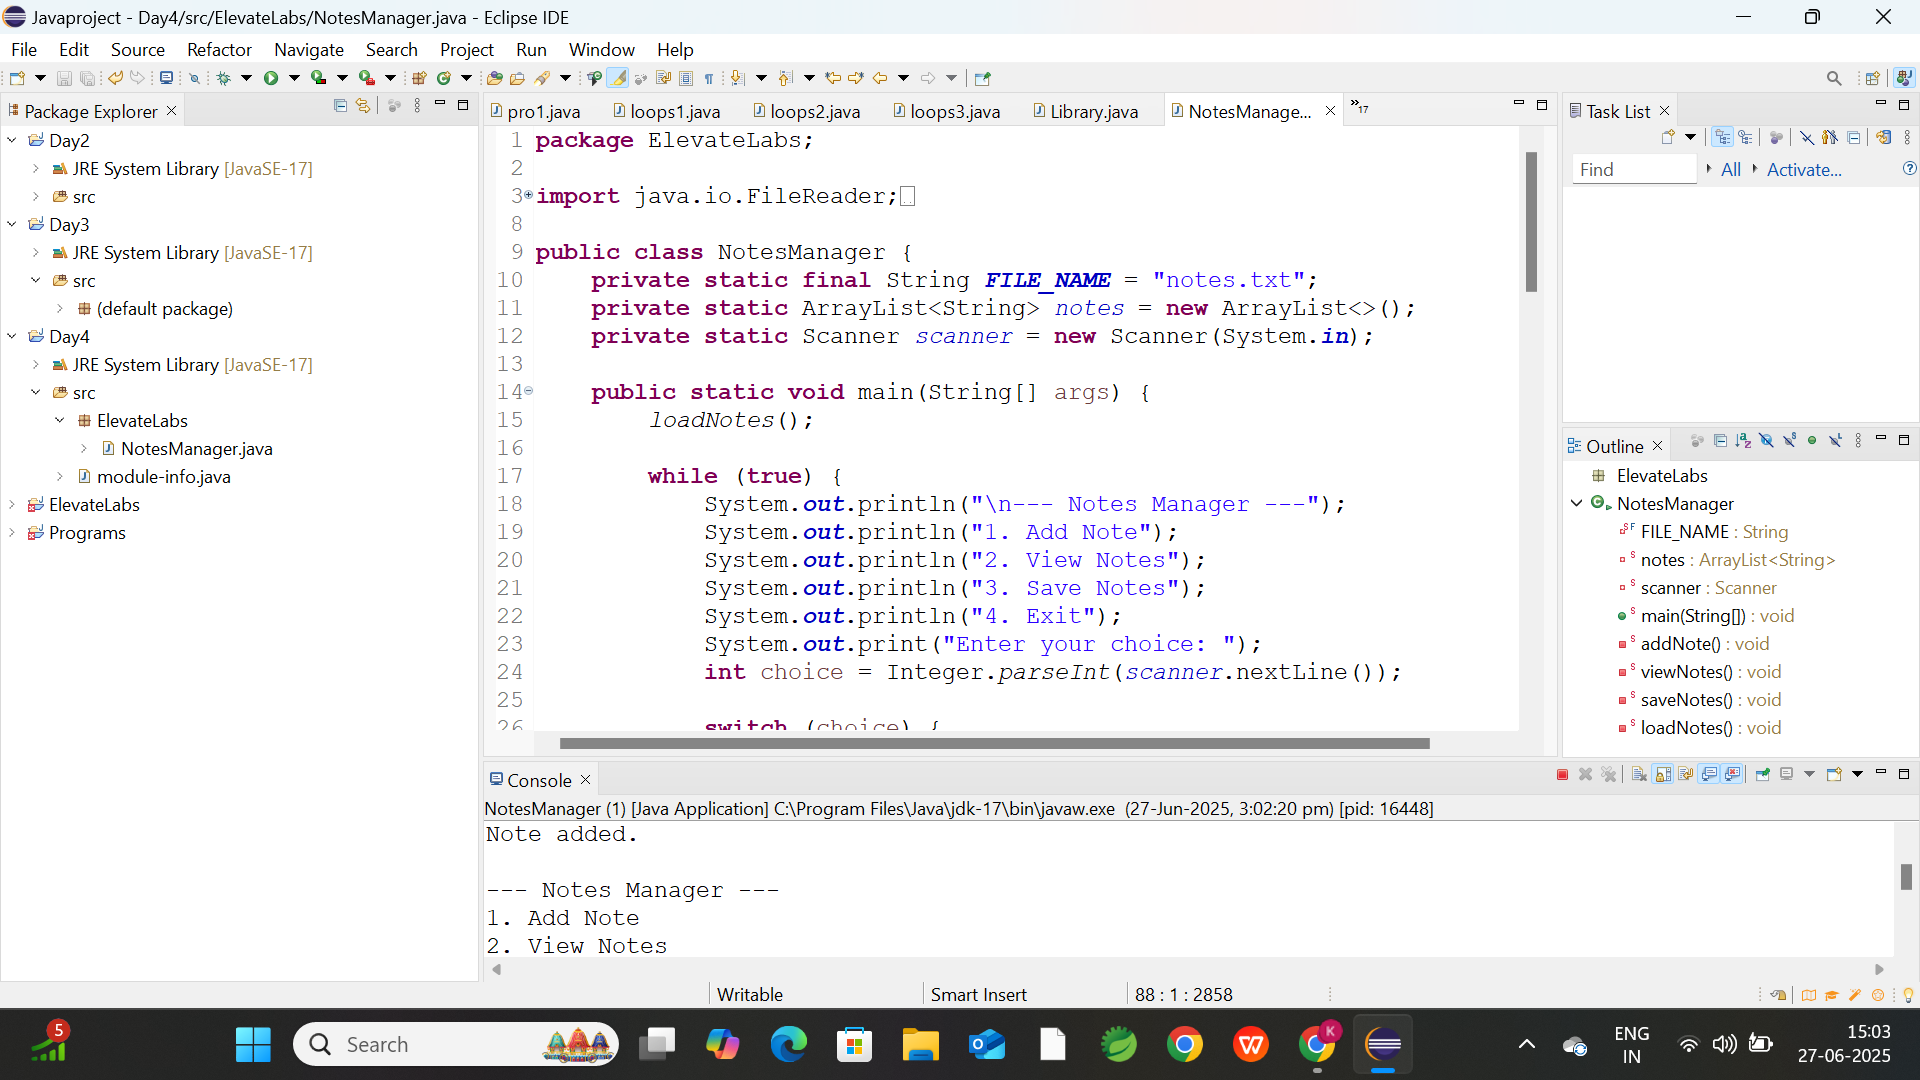 Javaproject - Day4/src/ElevateLabs/NotesManager.java - Eclipse IDE
File Edit Source Refactor Navigate Search Project Run Window Help
Package Explorer
Day2
JRE System Library [JavaSE-17]
src
Day3
JRE System Library [JavaSE-17]
src
(default package)
Day4
JRE System Library [JavaSE-17]
src
ElevateLabs
NotesManager.java
module-info.java
ElevateLabs
Programs
pro1.java loops1.java loops2.java loops3.java Library.java NotesManage... »17
1 package ElevateLabs;
2
3 import java.io.FileReader;
8
9 public class NotesManager {
10 private static final String FILE_NAME = "notes.txt";
11 private static ArrayList<String> notes = new ArrayList<>();
12 private static Scanner scanner = new Scanner(System.in);
13
14 public static void main(String[] args) {
15 loadNotes();
16
17 while (true) {
18 System.out.println("\n--- Notes Manager ---");
19 System.out.println("1. Add Note");
20 System.out.println("2. View Notes");
21 System.out.println("3. Save Notes");
22 System.out.println("4. Exit");
23 System.out.print("Enter your choice: ");
24 int choice = Integer.parseInt(scanner.nextLine());
25
26 switch (choice) {
Task List
Find All Activate...
Outline
ElevateLabs
NotesManager
FILE_NAME : String
notes : ArrayList<String>
scanner : Scanner
main(String[]) : void
addNote() : void
viewNotes() : void
saveNotes() : void
loadNotes() : void
Console
NotesManager (1) [Java Application] C:\Program Files\Java\jdk-17\bin\javaw.exe (27-Jun-2025, 3:02:20 pm) [pid: 16448]
Note added.

--- Notes Manager ---
1. Add Note
2. View Notes
Writable Smart Insert 88 : 1 : 2858
5
Search
K
ENG
IN
15:03
27-06-2025